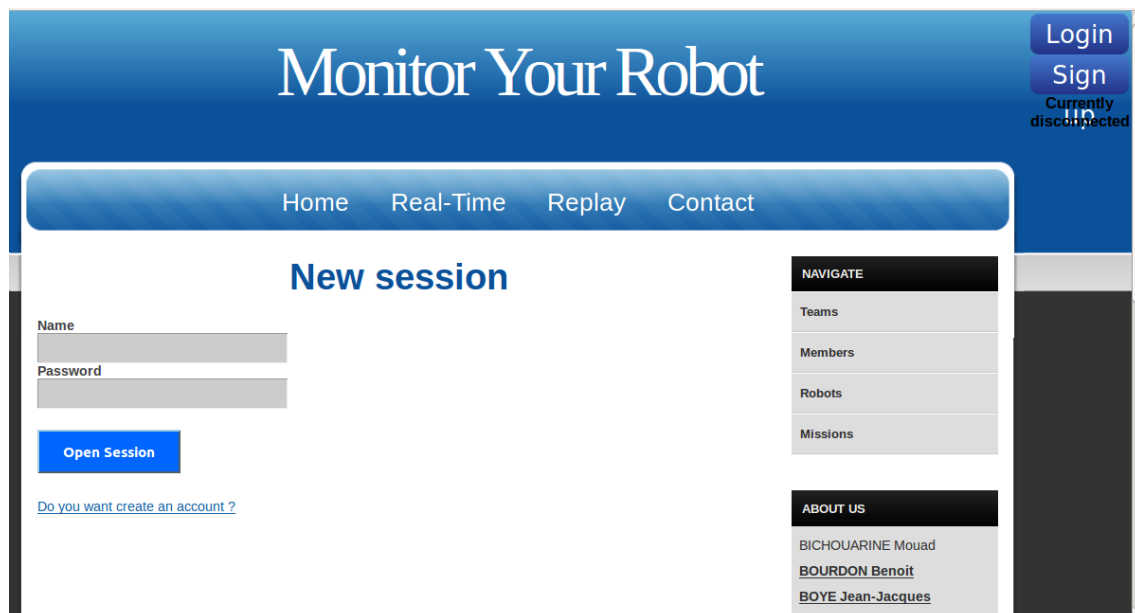 Monitor Your Robot
Login
Sign up
Currently disconnected
Home Real-Time Replay Contact
New session
Name
Password
Open Session
Do you want create an account ?
NAVIGATE
Teams
Members
Robots
Missions
ABOUT US
BICHOUARINE Mouad
BOURDON Benoit
BOYE Jean-Jacques